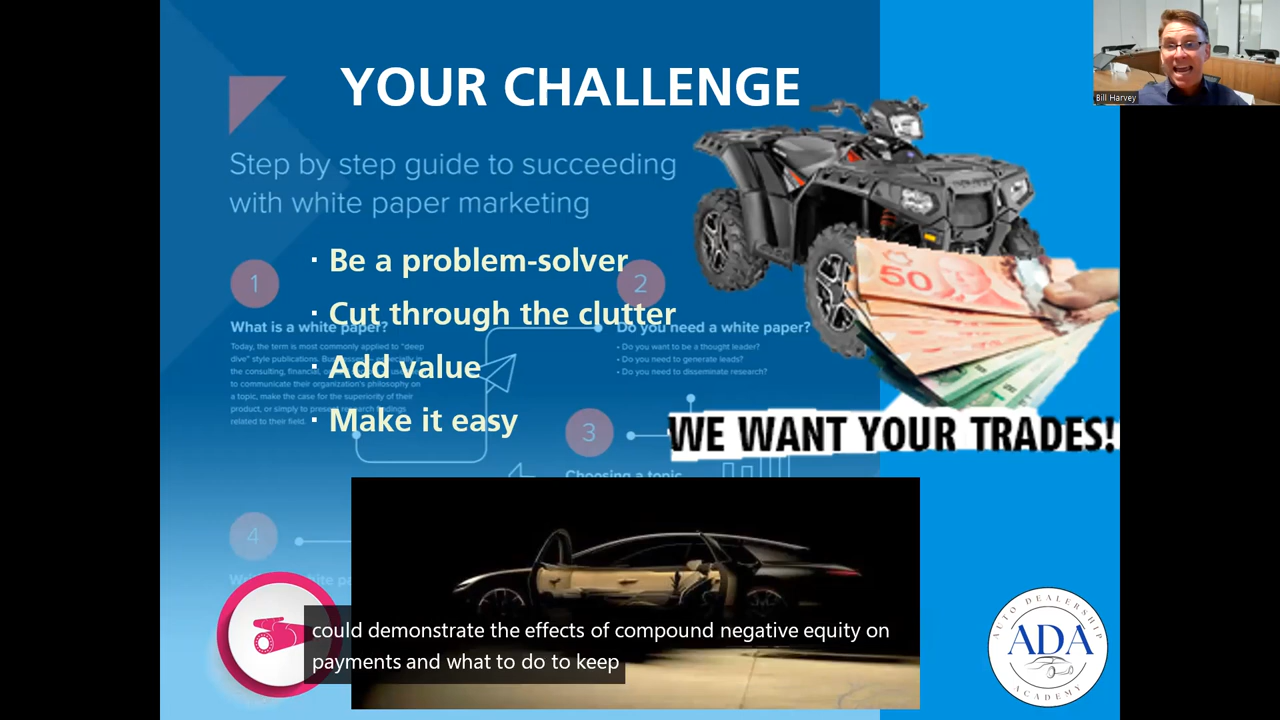 YOUR CHALLENGE
Bill Harvey
Step by step guide to succeeding
with white paper marketing
· Be a problem-solver
· Cut through the clutter
· Add value
· Make it easy
1
What is a white paper?
Today, the term is most commonly applied to "deep
dive" style publications.
the consulting, financial,
to communicate their organization's philosophy on
a topic, make the case for the superiority of their
product, or simply to present research findings
related to their field.
2
Do you need a white paper?
• Do you want to be a thought leader?
• Do you need to generate leads?
• Do you need to disseminate research?
3
Choosing a topic
4
50
WE WANT YOUR TRADES!
could demonstrate the effects of compound negative equity on
payments and what to do to keep
AUTO DEALERSHIP
ADA
ACADEMY